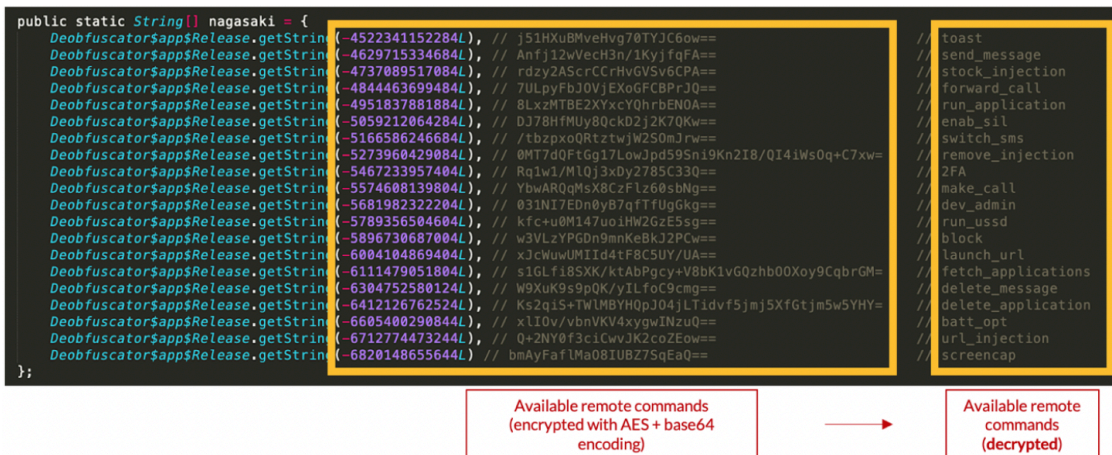 public static String[] nagasaki = {
Deobfuscator$app$Release.getString(-4522341152284L), // j51HXuBMveHvg70TYJC6ow== // toast
Deobfuscator$app$Release.getString(-4629715334684L), // Anfj12wVecH3n/1KyjfqFA== // send_message
Deobfuscator$app$Release.getString(-4737089517084L), // rdzy2AScrCCrHvGVSv6CPA== // stock_injection
Deobfuscator$app$Release.getString(-4844463699484L), // 7ULpyFbJOVjEXoGFCBPrJQ== // forward_call
Deobfuscator$app$Release.getString(-4951837881884L), // 8LxzMTBE2XYxcYQhrbENOA== // run_application
Deobfuscator$app$Release.getString(-5059212064284L), // DJ78HfMUy8QckD2j2K7QKw== // enab_sil
Deobfuscator$app$Release.getString(-5166586246684L), // /tbzpxoQRtztwjW2SOmJrw== // switch_sms
Deobfuscator$app$Release.getString(-5273960429084L), // 0MT7dQFtGg17LowJpd59Sni9Kn2I8/QI4iWsOq+C7xw= // remove_injection
Deobfuscator$app$Release.getString(-5467233957404L), // Rq1w1/MlQj3xDy2785C33Q== // 2FA
Deobfuscator$app$Release.getString(-5574608139804L), // YbwARQqMsX8CzFlz60sbNg== // make_call
Deobfuscator$app$Release.getString(-5681982322204L), // 031NI7EDn0yB7qfTfUgGkg== // dev_admin
Deobfuscator$app$Release.getString(-5789356504604L), // kfc+u0M147uoiHW2GzE5sg== // run_ussd
Deobfuscator$app$Release.getString(-5896730687004L), // w3VLzYPGDn9mnKeBkJ2PCw== // block
Deobfuscator$app$Release.getString(-6004104869404L), // xJcWuwUMIId4tF8C5UY/UA== // launch_url
Deobfuscator$app$Release.getString(-6111479051804L), // s1GLfi8SXK/ktAbPgcy+V8bK1vGQzhbOOXoy9CqbrGM= // fetch_applications
Deobfuscator$app$Release.getString(-6304752580124L), // W9XuK9s9pQK/yILfoC9cmg== // delete_message
Deobfuscator$app$Release.getString(-6412126762524L), // Ks2qiS+TWlMBYHQpJO4jLTidvf5jmj5XfGtjm5w5YHY= // delete_application
Deobfuscator$app$Release.getString(-6605400290844L), // xlIOv/vbnVKV4xygwINzuQ== // batt_opt
Deobfuscator$app$Release.getString(-6712774473244L), // Q+2NY0f3ciCwvJK2coZEow== // url_injection
Deobfuscator$app$Release.getString(-6820148655644L) // bmAyFaflMaO8IUBZ7SqEaQ== // screencap
};
Available remote commands
(encrypted with AES + base64
encoding)
Available remote
commands
(decrypted)